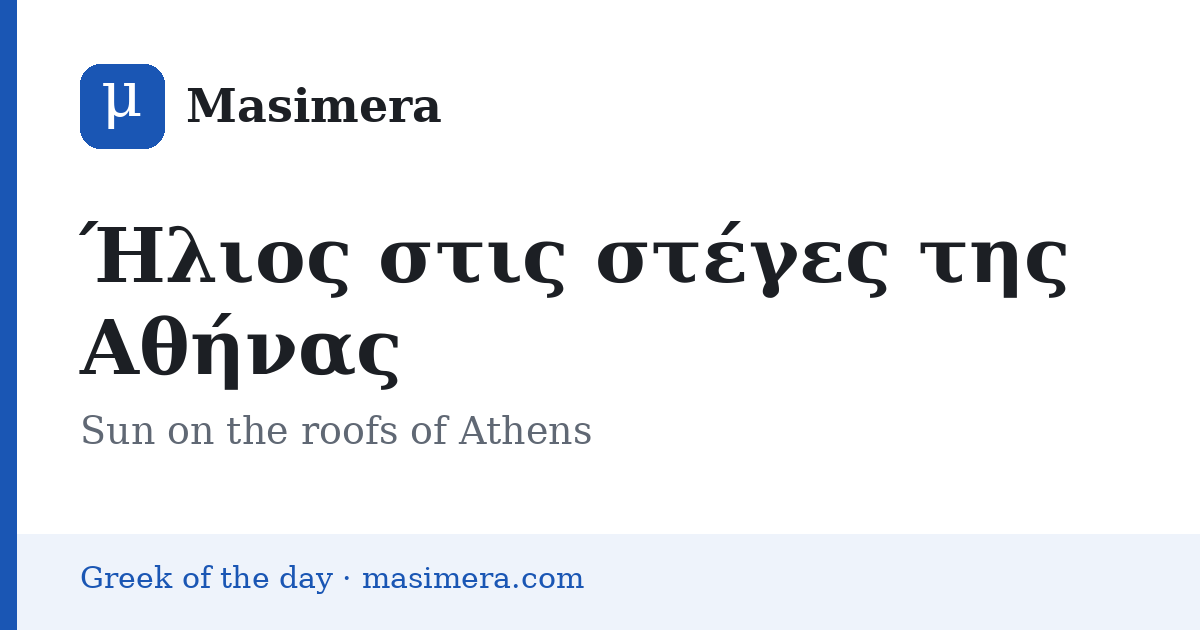 μ
Masimera
Ήλιος στις στέγες της
Αθήνας
Sun on the roofs of Athens
Greek of the day · masimera.com